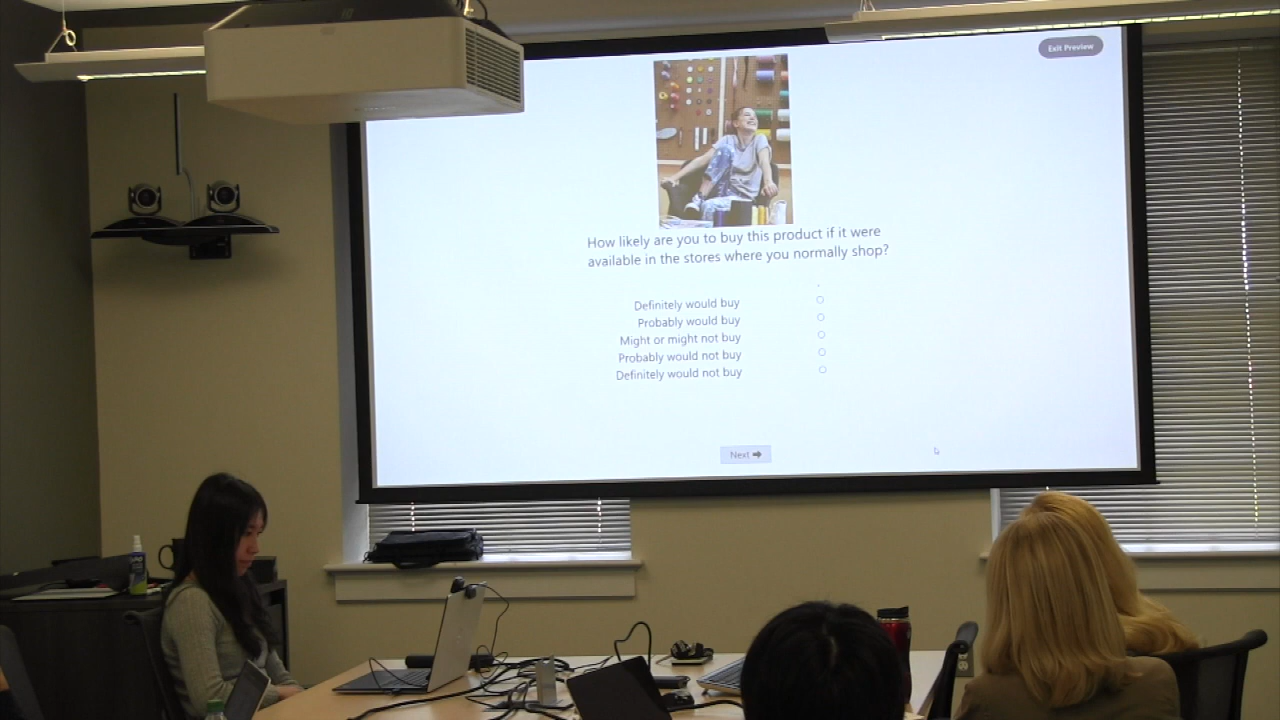 Exit Preview
How likely are you to buy this product if it were
available in the stores where you normally shop?
Definitely would buy
Probably would buy
Might or might not buy
Probably would not buy
Definitely would not buy
Next